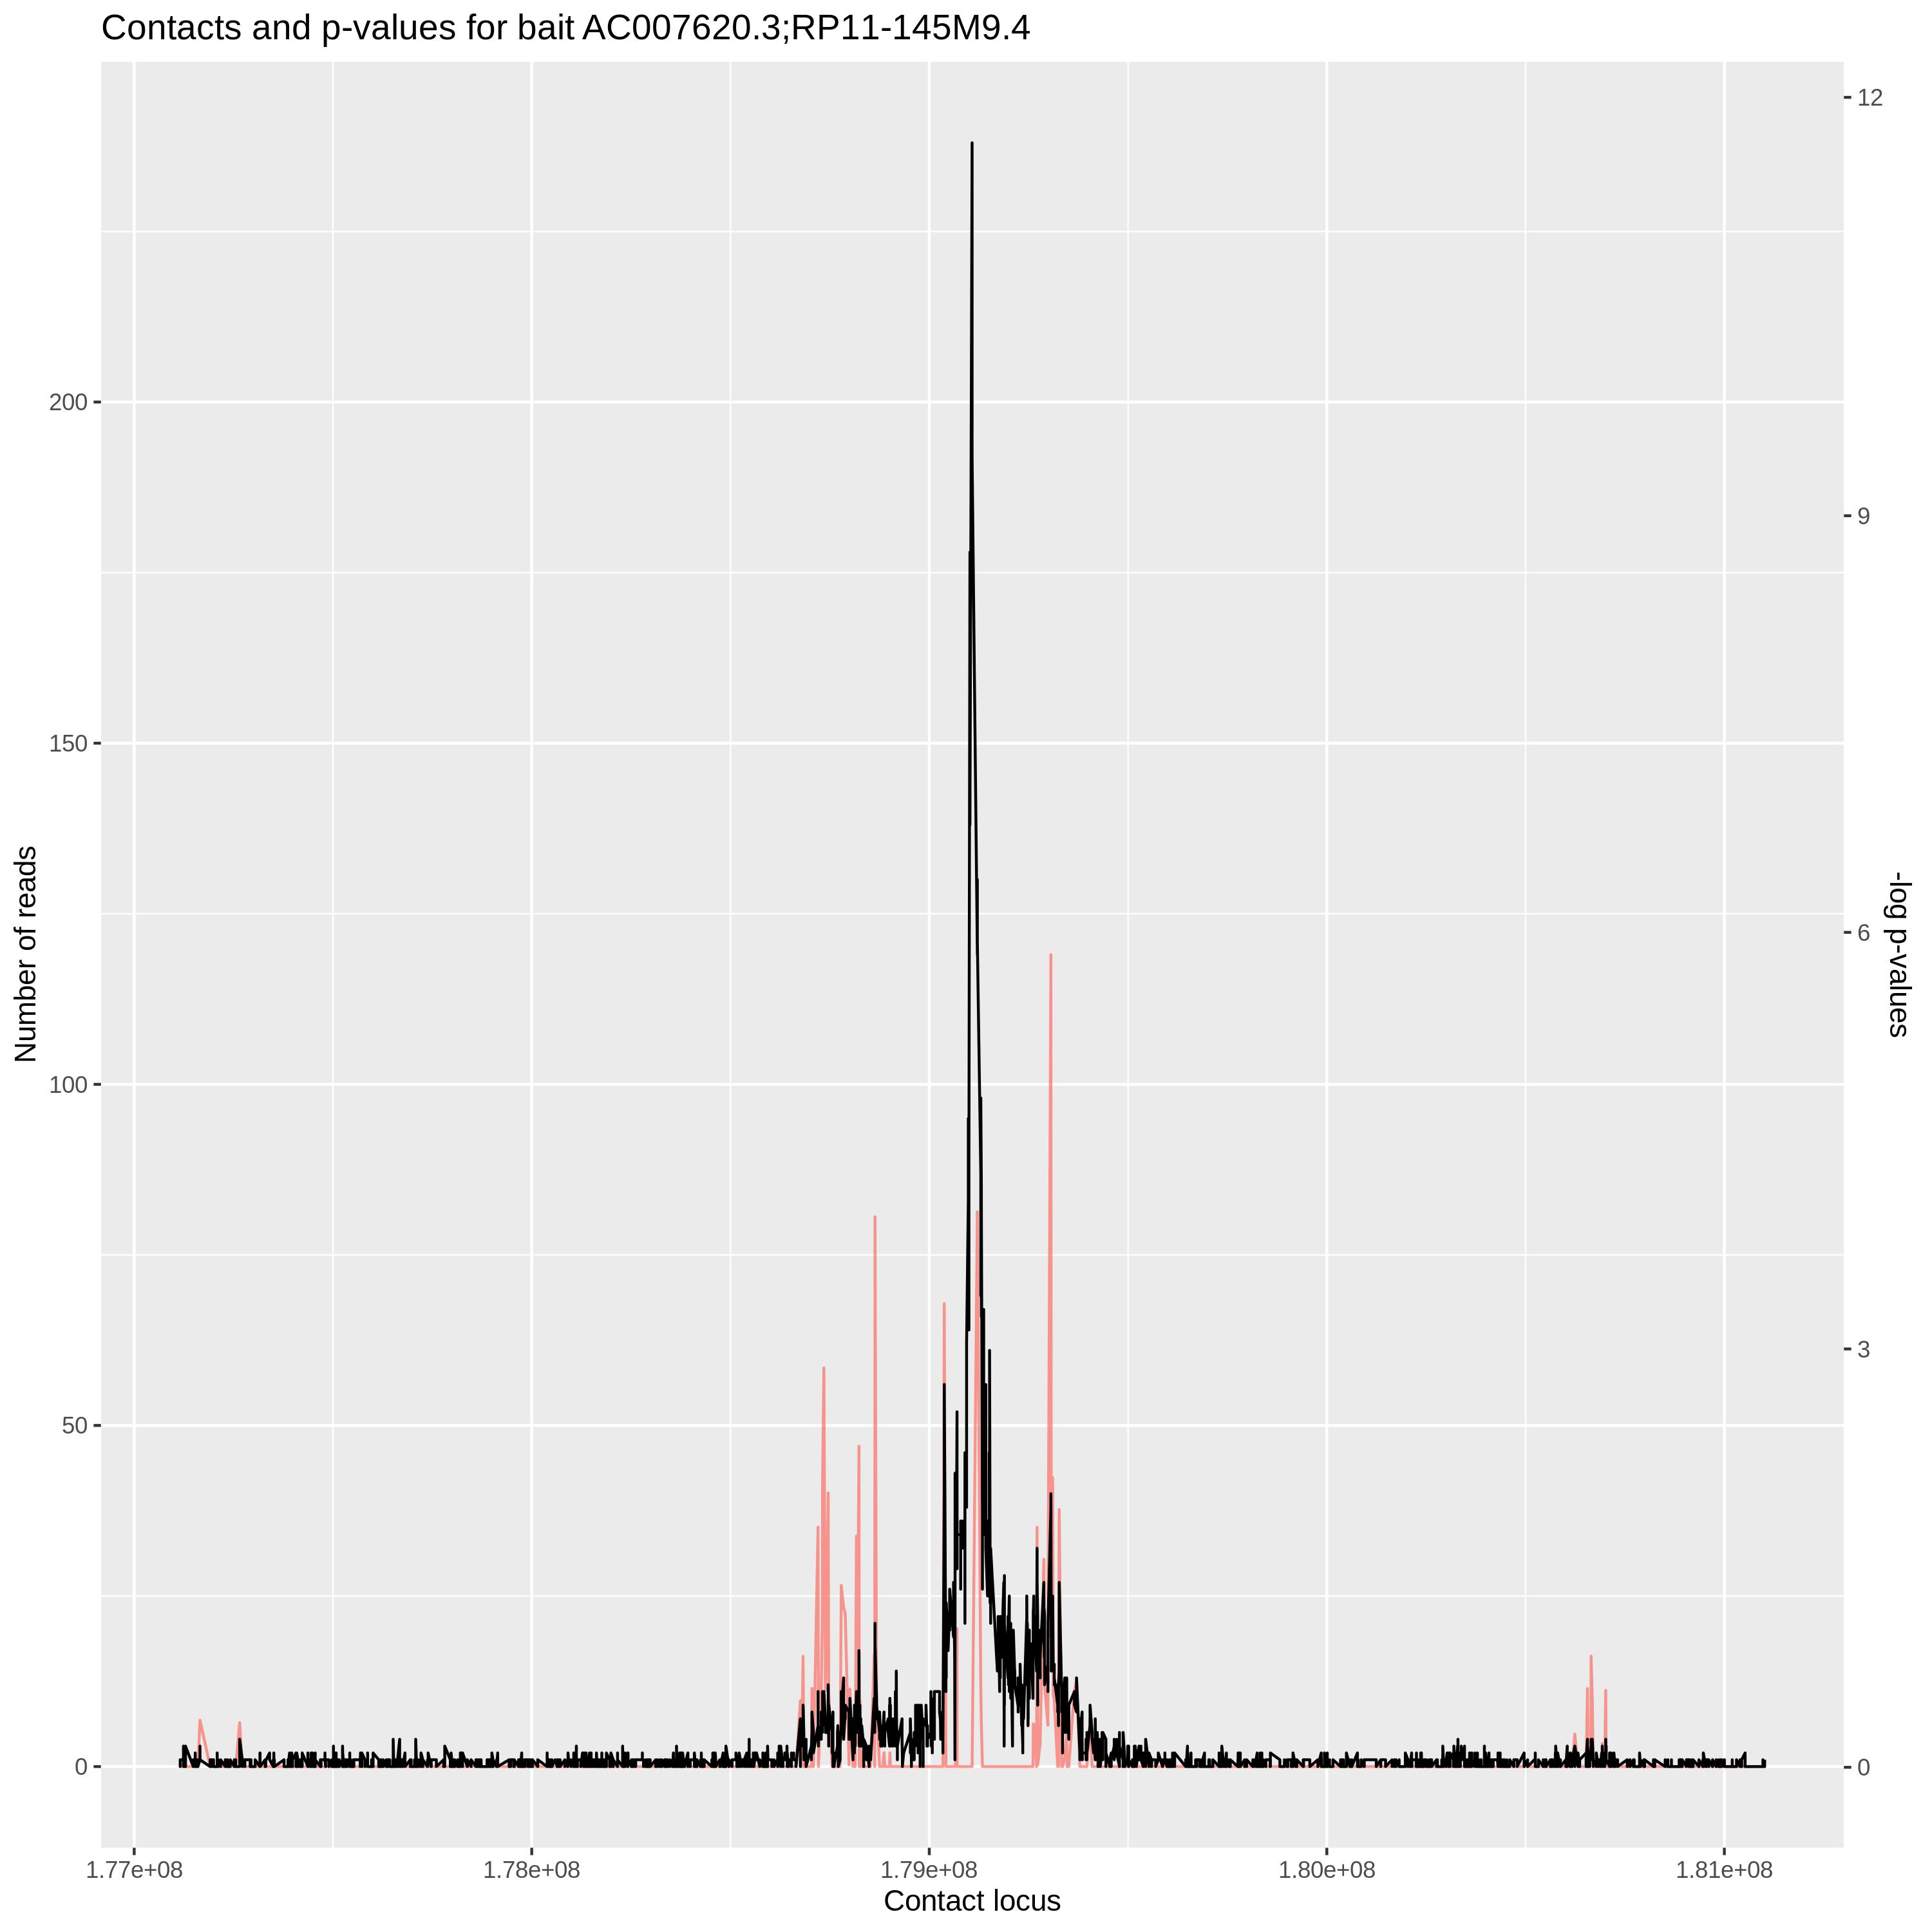 Contacts and p-values for bait AC007620.3;RP11-145M9.4
Number of reads
200
150
100
50
0
12
9
6
3
0
-log p-values
1.77e+08 1.78e+08 1.79e+08 1.80e+08 1.81e+08
Contact locus